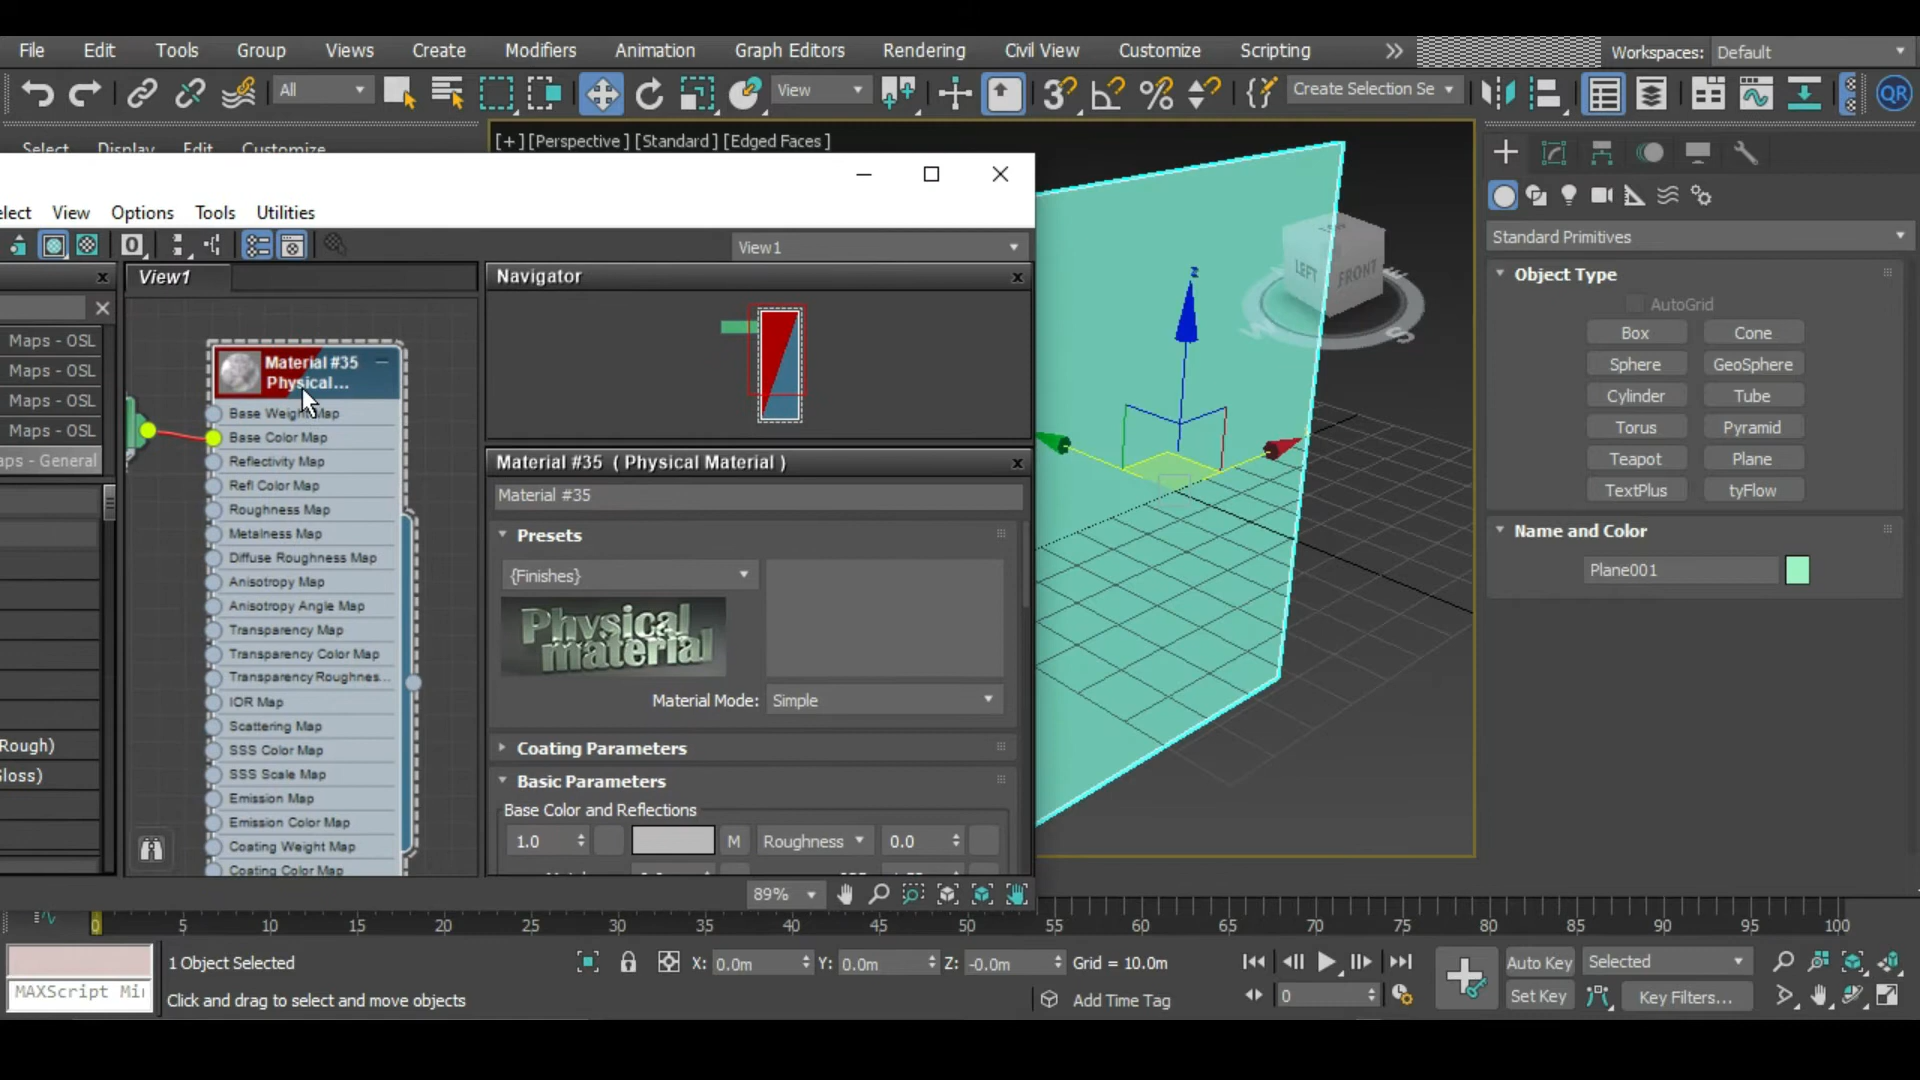 File Edit Tools Group Views Create Modifiers Animation Graph Editors Rendering Civil View Customize Scripting Workspaces: Default
All View Create Selection Se QR
Select Display Edit Customize
[+] [Perspective ] [Standard ] [Edged Faces ]
elect View Options Tools Utilities
0 View1
View1
Navigator
Maps - OSL
Maps - OSL
Maps - OSL
Maps - OSL
aps - General
Rough)
Gloss)
Material #35
Physical...
Base Weight Map
Base Color Map
Reflectivity Map
Refl Color Map
Roughness Map
Metalness Map
Diffuse Roughness Map
Anisotropy Map
Anisotropy Angle Map
Transparency Map
Transparency Color Map
Transparency Roughnes...
IOR Map
Scattering Map
SSS Color Map
SSS Scale Map
Emission Map
Emission Color Map
Coating Weight Map
Coating Color Map
Material #35 ( Physical Material )
Material #35
Presets
{Finishes}
Physical
material
Material Mode: Simple
Coating Parameters
Basic Parameters
Base Color and Reflections
1.0 M Roughness 0.0
89%
z
LEFT FRONT
W S
Standard Primitives
Object Type
AutoGrid
Box Cone
Sphere GeoSphere
Cylinder Tube
Torus Pyramid
Teapot Plane
TextPlus tyFlow
Name and Color
Plane001
0 5 10 15 20 25 30 35 40 45 50 55 60 65 70 75 80 85 90 95 100
1 Object Selected X: 0.0m Y: 0.0m Z: -0.0m Grid = 10.0m Auto Key Selected
MAXScript Mi Click and drag to select and move objects Add Time Tag 0 Set Key Key Filters...